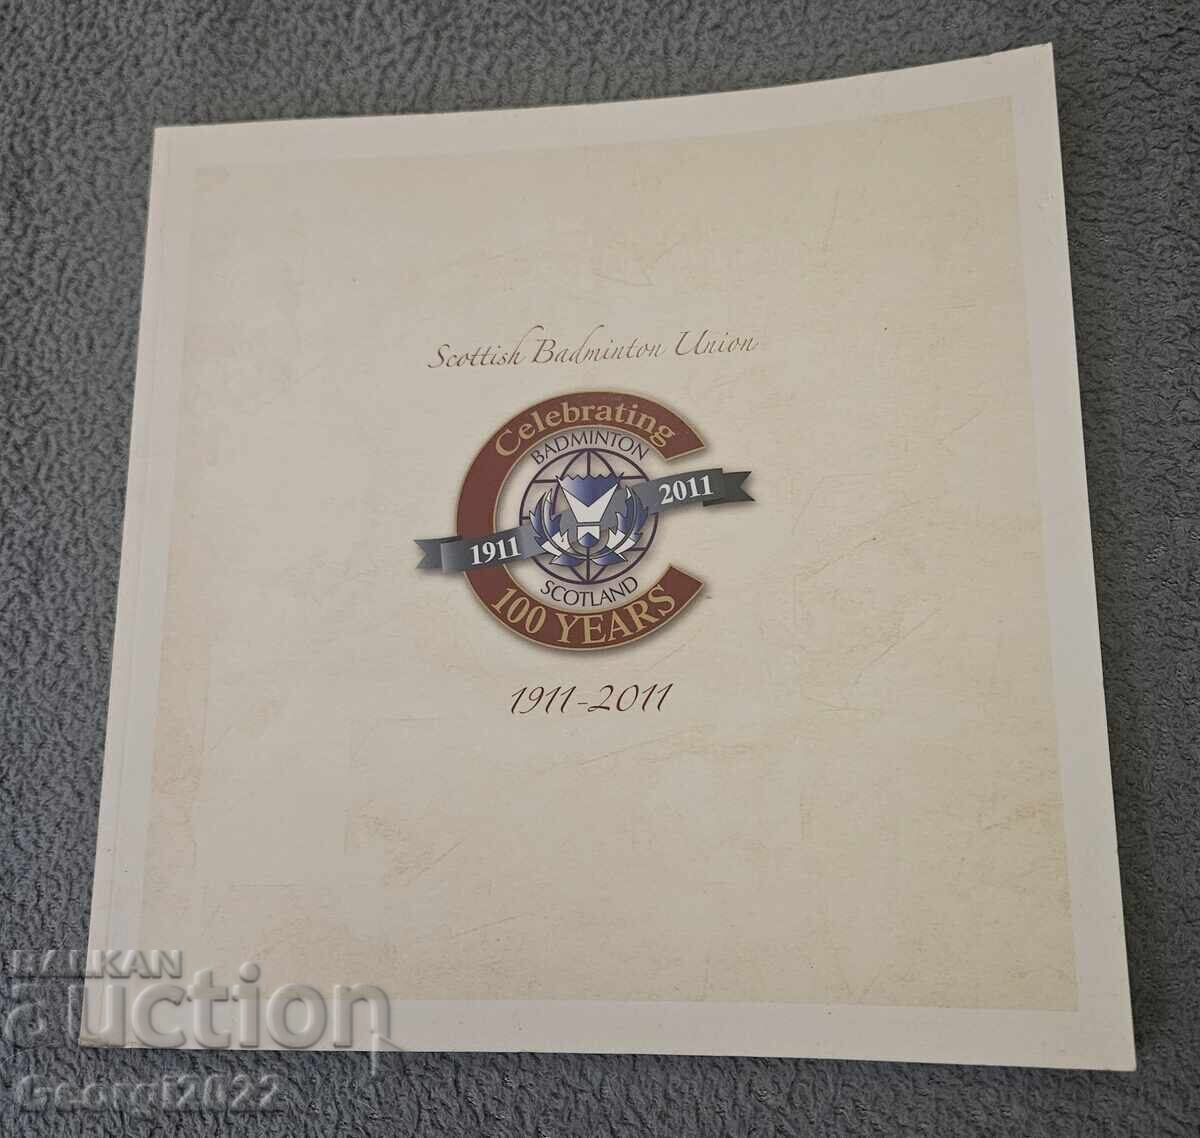 Scottish Badminton Union
Celebrating
BADMINTON
2011
1911
SCOTLAND
100 YEARS
1911-2011
BALKAN
auction
Georgi2022